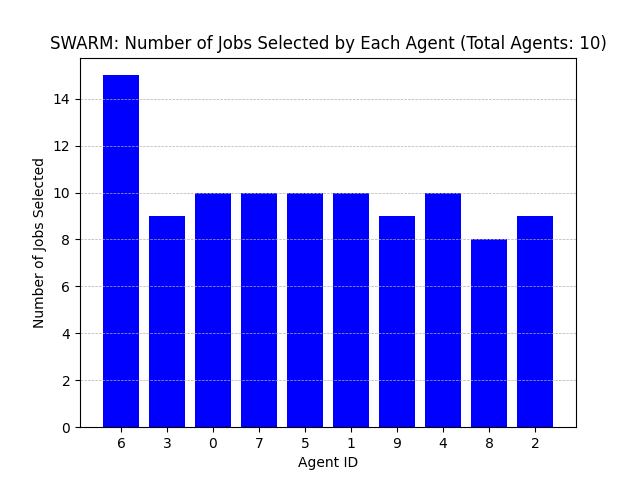 SWARM: Number of Jobs Selected by Each Agent (Total Agents: 10)
Number of Jobs Selected
14
12
10
8
6
4
2
0
6 3 0 7 5 1 9 4 8 2
Agent ID